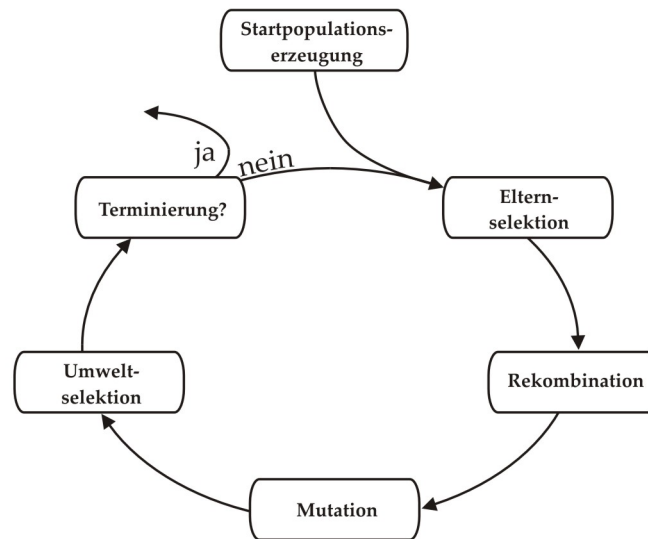 Startpopulations-
erzeugung
ja
nein
Terminierung?
Eltern-
selektion
Umwelt-
selektion
Rekombination
Mutation